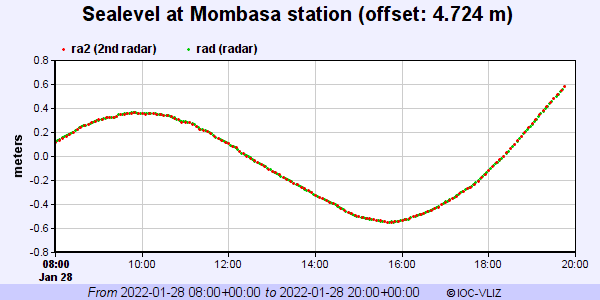 Sealevel at Mombasa station (offset: 4.724 m)
ra2 (2nd radar) rad (radar)
meters
0.8
0.6
0.4
0.2
0.0
-0.2
-0.4
-0.6
-0.8
08:00 10:00 12:00 14:00 16:00 18:00 20:00
Jan 28
From 2022-01-28 08:00+00:00 to 2022-01-28 20:00+00:00 © IOC-VLIZ